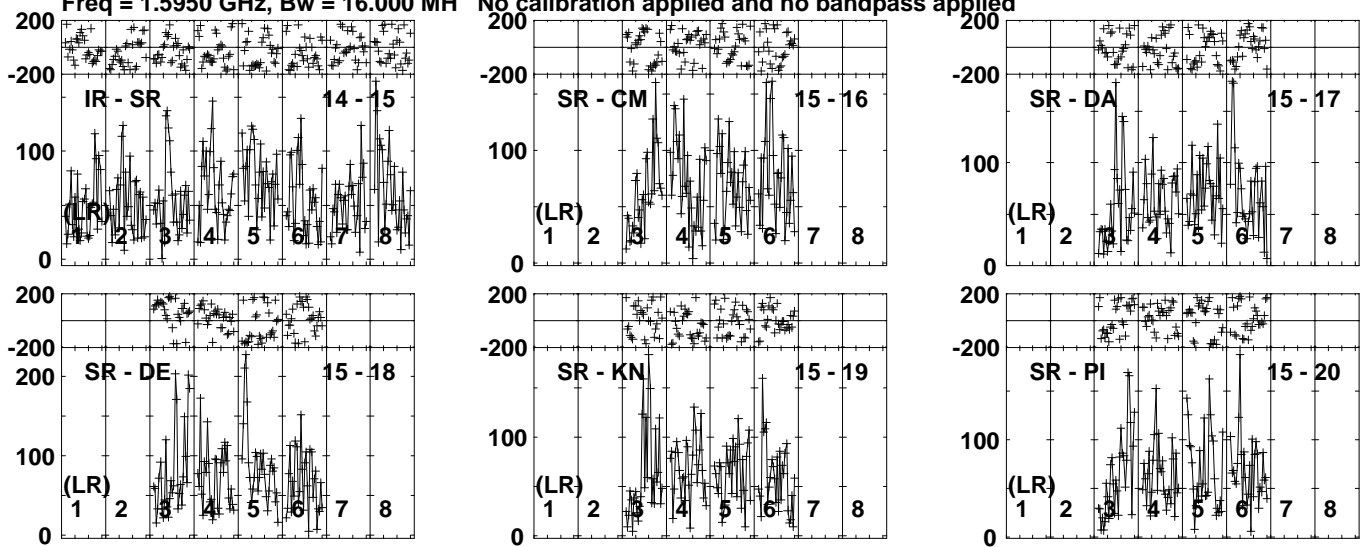 Freq = 1.5950 GHz, Bw = 16.000 MH No calibration applied and no bandpass applied
200
-200
IR - SR 14 - 15
100
(LR)
1 2 3 4 5 6 7 8
0
SR - CM 15 - 16
100
(LR)
1 2 3 4 5 6 7 8
0
200
-200
SR - DA 15 - 17
100
(LR)
1 2 3 4 5 6 7 8
0
200
-200
SR - DE 15 - 18
200
100
(LR)
1 2 3 4 5 6 7 8
0
200
-200
SR - KN 15 - 19
100
(LR)
1 2 3 4 5 6 7 8
0
200
-200
SR - PI 15 - 20
100
(LR)
1 2 3 4 5 6 7 8
0
200
-200